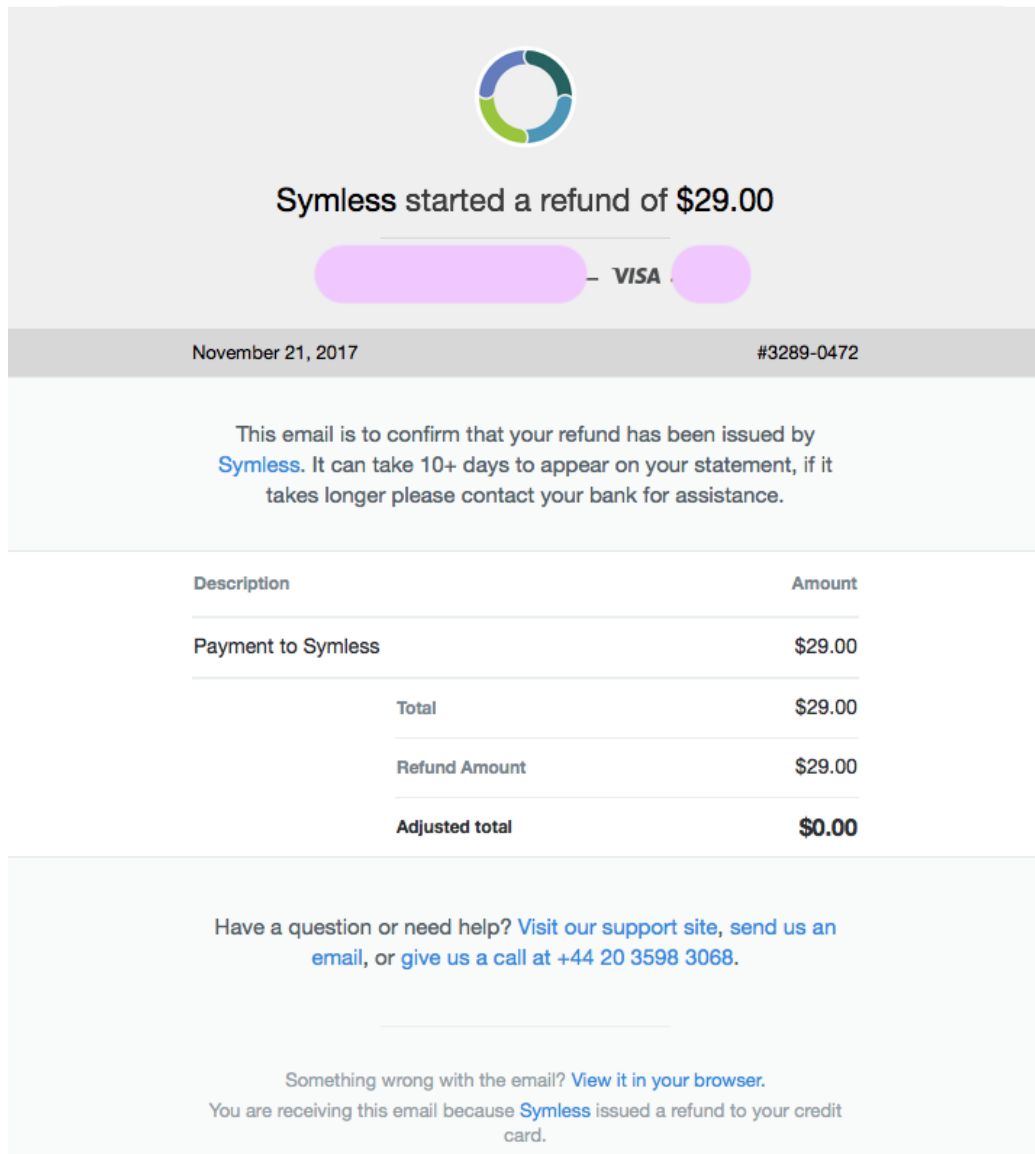 Symless started a refund of $29.00
– VISA
November 21, 2017 #3289-0472
This email is to confirm that your refund has been issued by
Symless. It can take 10+ days to appear on your statement, if it
takes longer please contact your bank for assistance.
Description Amount
Payment to Symless $29.00
Total $29.00
Refund Amount $29.00
Adjusted total $0.00
Have a question or need help? Visit our support site, send us an
email, or give us a call at +44 20 3598 3068.
Something wrong with the email? View it in your browser.
You are receiving this email because Symless issued a refund to your credit
card.